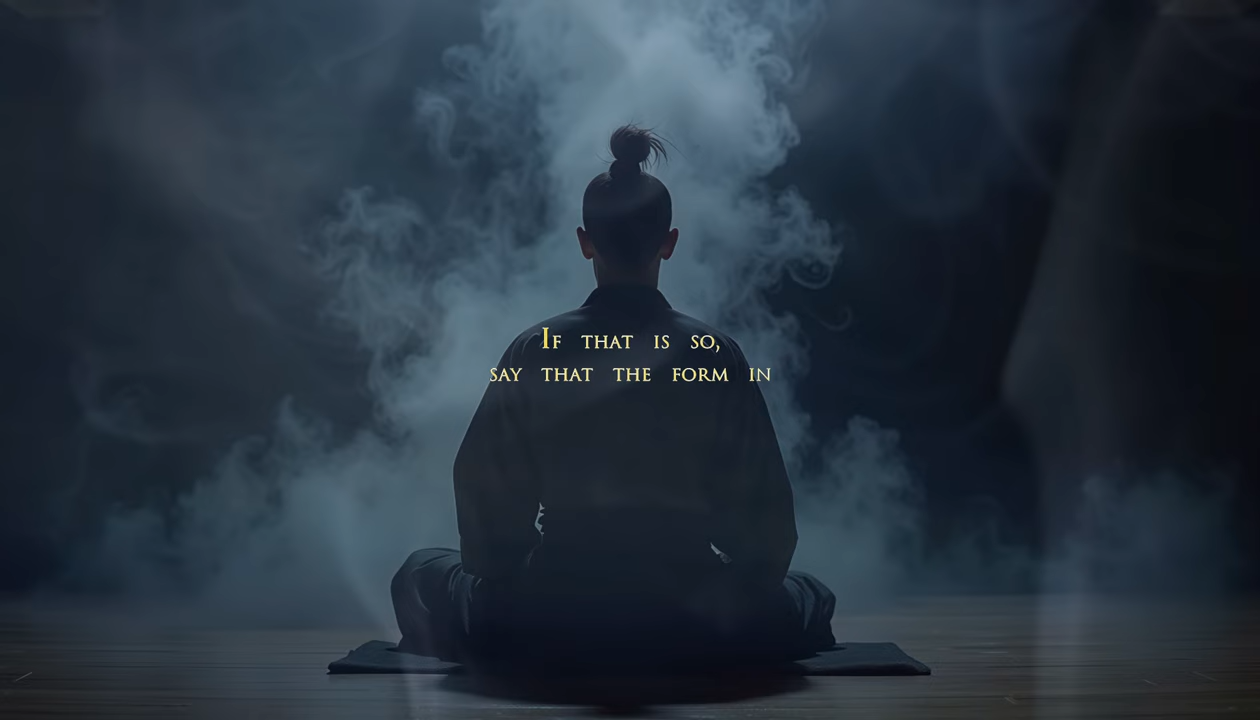 If that is so,
say that the form in